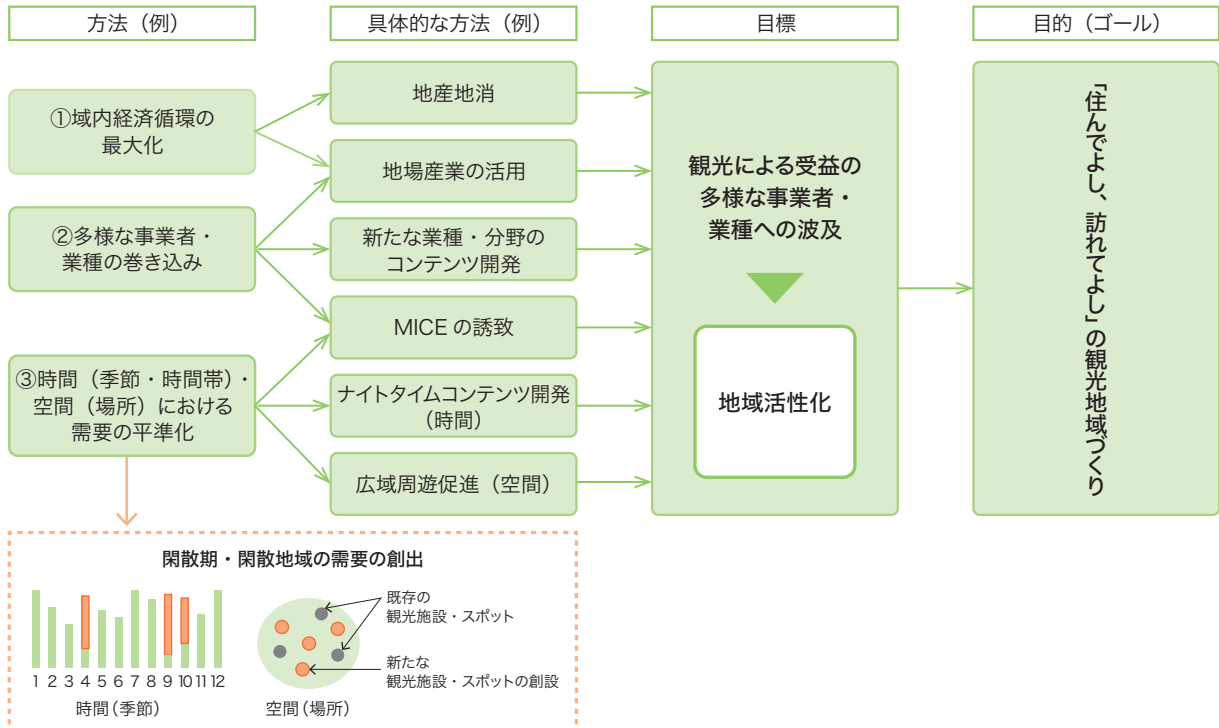 方法（例）
具体的な方法（例）
目標
目的（ゴール）
①域内経済循環の
最大化
②多様な事業者・
業種の巻き込み
③時間（季節・時間帯）・
空間（場所）における
需要の平準化
地産地消
地場産業の活用
新たな業種・分野の
コンテンツ開発
MICEの誘致
ナイトタイムコンテンツ開発
（時間）
広域周遊促進（空間）
観光による受益の
多様な事業者・
業種への波及
地域活性化
「住んでよし、訪れてよし」の観光地域づくり
閑散期・閑散地域の需要の創出
1 2 3 4 5 6 7 8 9 10 11 12
時間（季節）
空間（場所）
既存の
観光施設・スポット
新たな
観光施設・スポットの創設